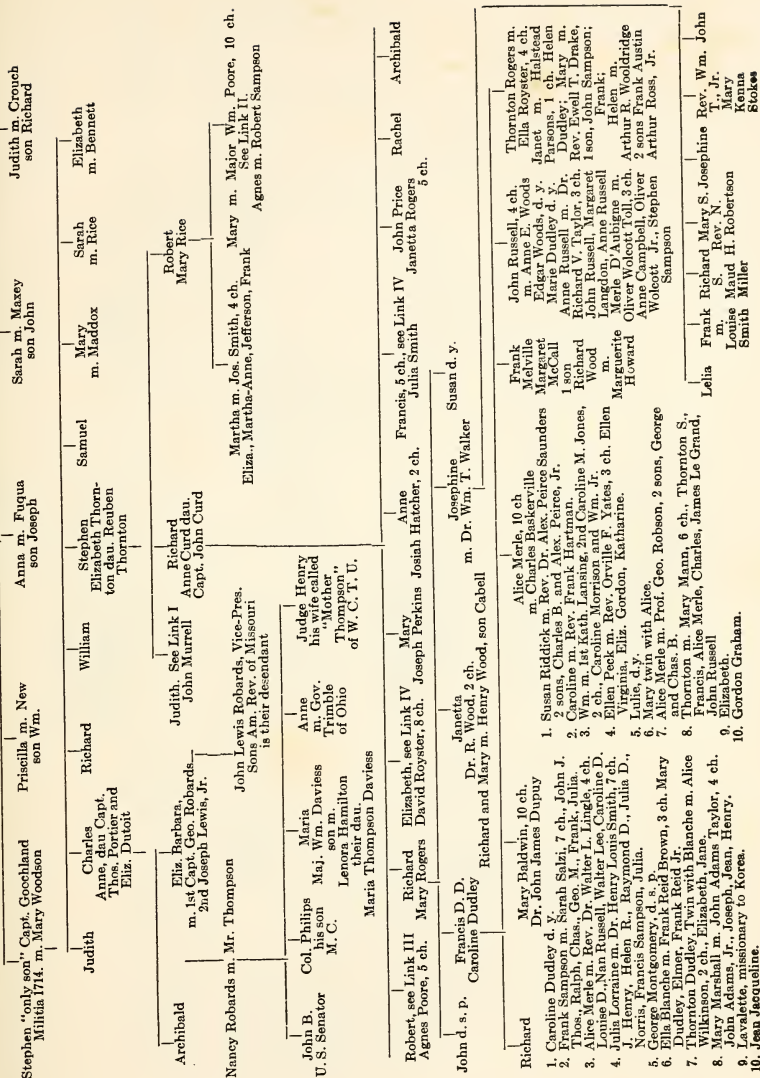 Stephen "only son" Capt. Goochland
Militia 1714. m. Mary Woodson
Priscilla m. New
son Wm.
Anna m. Fuqua
son Joseph
Sarah m. Maxey
son John
Judith m. Crouch
son Richard
Judith
Charles
Anne, dau Capt.
Thos. Portier and
Eliz. Dutoit
Richard
William
Stephen
Elizabeth Thorn-
ton dau. Reuben
Thornton
Samuel
Mary
m. Maddox
Sarah
m. Rice
Elizabeth
m. Bennett
Archibald
Eliz. Barbara,
m. 1st Capt. Geo. Robards
2nd Joseph Lewis, Jr.
Judith. See Link I
John Murrell
Richard
Anne Curd dau.
Capt. John Curd
Robert
Mary Rice
Nancy Robards m. Mr. Thompson
John Lewis Robards, Vice-Pres.
Sons Am. Rev. of Missouri
is their desendant
Martha m. Jos. Smith, 4 ch.
Eliza., Martha-Anne, Jefferson, Frank
Mary m. Major Wm. Poore, 10 ch.
See Link II.
Agnes m. Robert Sampson
John B.
U. S. Senator
Col. Philips
his son
M. C.
Maria
Maj. Wm. Daviess
son m.
Lenora Hamilton
their dau.
Maria Thompson Daviess
Anne
m. Gov.
Trimble
of Ohio
Judge Henry
his wife called
"Mother
Thompson"
of W. C. T. U.
Robert, see Link III
Agnes Poore, 5 ch.
Richard
Mary Rogers
Elizabeth, see Link IV
David Royster, 8 ch.
Mary
Joseph Perkins
Anne
Josiah Hatcher, 2 ch.
Francis, 5 ch., see Link IV
Julia Smith
John Price
Janetta Rogers
5 ch.
Rachel
Archibald
John d. s. p.
Francis D. D.
Caroline Dudley
Janetta
Dr. R. Wood, 2 ch.
Richard and Mary m. Henry Wood, son Cabell
Josephine
m. Dr. Wm. T. Walker
Susan d. y.
Richard
Mary Baldwin, 10 ch.
Dr. John James Dupuy
Alice Merle, 10 ch
m. Charles Baskerville
Frank
Melville
Margaret
McCall
1 son
Richard
Wood
m.
Marguerite
Howard
John Russell, 4 ch.
m. Anne E. Woods
Edgar Woods, d. y.
Marie Dudley d. y.
Anne Russell m. Dr.
Richard V. Taylor, 3 ch.
John Russell, Margaret
Langdon, Anne Russell
Merle D'Aubigne m.
Oliver Wolcott Toll, 3 ch.
Anne Campbell, Oliver
Wolcott Jr., Stephen
Sampson
Thornton Rogers m.
Ella Royster, 4 ch.
Janet m. Halstead
Parsons, 1 ch. Helen
Dudley; Mary m.
Rev. Ewell T. Drake,
1 son, John Sampson;
Frank;
Helen m.
Arthur R. Wooldridge
2 sons Frank Austin
Arthur Ross, Jr.
1. Caroline Dudley d. y.
2. Frank Sampson m. Sarah Salzi, 7 ch., John J.
Thos., Ralph, Chas., Geo. M., Frank, Julia.
3. Alice Merle m. Rev. Dr. Walter L. Lingle, 4 ch.
Louise D., Nan Russell, Walter Lee, Caroline D.
4. Julia Lorraine m. Dr. Henry Louis Smith, 7 ch.
J. Henry, Helen R., Raymond D., Julia D.,
Norris, Francis Sampson, Julia.
5. George Montgomery, d. s. p.
6. Ella Blanche m. Frank Reid Brown, 3 ch. Mary
Dudley, Elmer, Frank Reid Jr.
7. Thornton Dudley, Twin with Blanche m. Alice
Wilkinson, 2 ch., Elizabeth, Jane.
8. Mary Marshall m. John Adams Taylor, 4 ch.
John Adams, Jr., Joseph, Jean, Henry.
9. Lavalette, missionary to Korea.
10. Jean Jacqueline.
1. Susan Riddick m. Rev. Dr. Alex. Peirce Saunders
2 sons, Charles B. and Alex. Peirce, Jr.
2. Caroline m. Rev. Frank Hartman.
3. Wm. m. 1st Kath. Lansing, 2nd Caroline M. Jones,
2 ch., Caroline Morrison and Wm. Jr.
4. Ellen Peck m. Rev. Orville F. Yates, 3 ch. Ellen
Virginia, Eliz. Gordon, Katharine.
5. Lulie, d.y.
6. Mary twin with Alice.
7. Alice Merle m. Prof. Geo. Robson, 2 sons, George
and Chas. B.
8. Thornton m. Mary Mann, 6 ch., Thornton S.,
Francis, Alice Merle, Charles, James Le Grand,
John Russell
9. Elizabeth.
10. Gordon Graham.
Lelia
Frank
m.
Louise
Smith
Richard
S.
Maud
Miller
Mary S.
Rev. N.
H. Robertson
Josephine
Rev. Wm.
T., Jr.
Mary
Kenna
Stokes
John